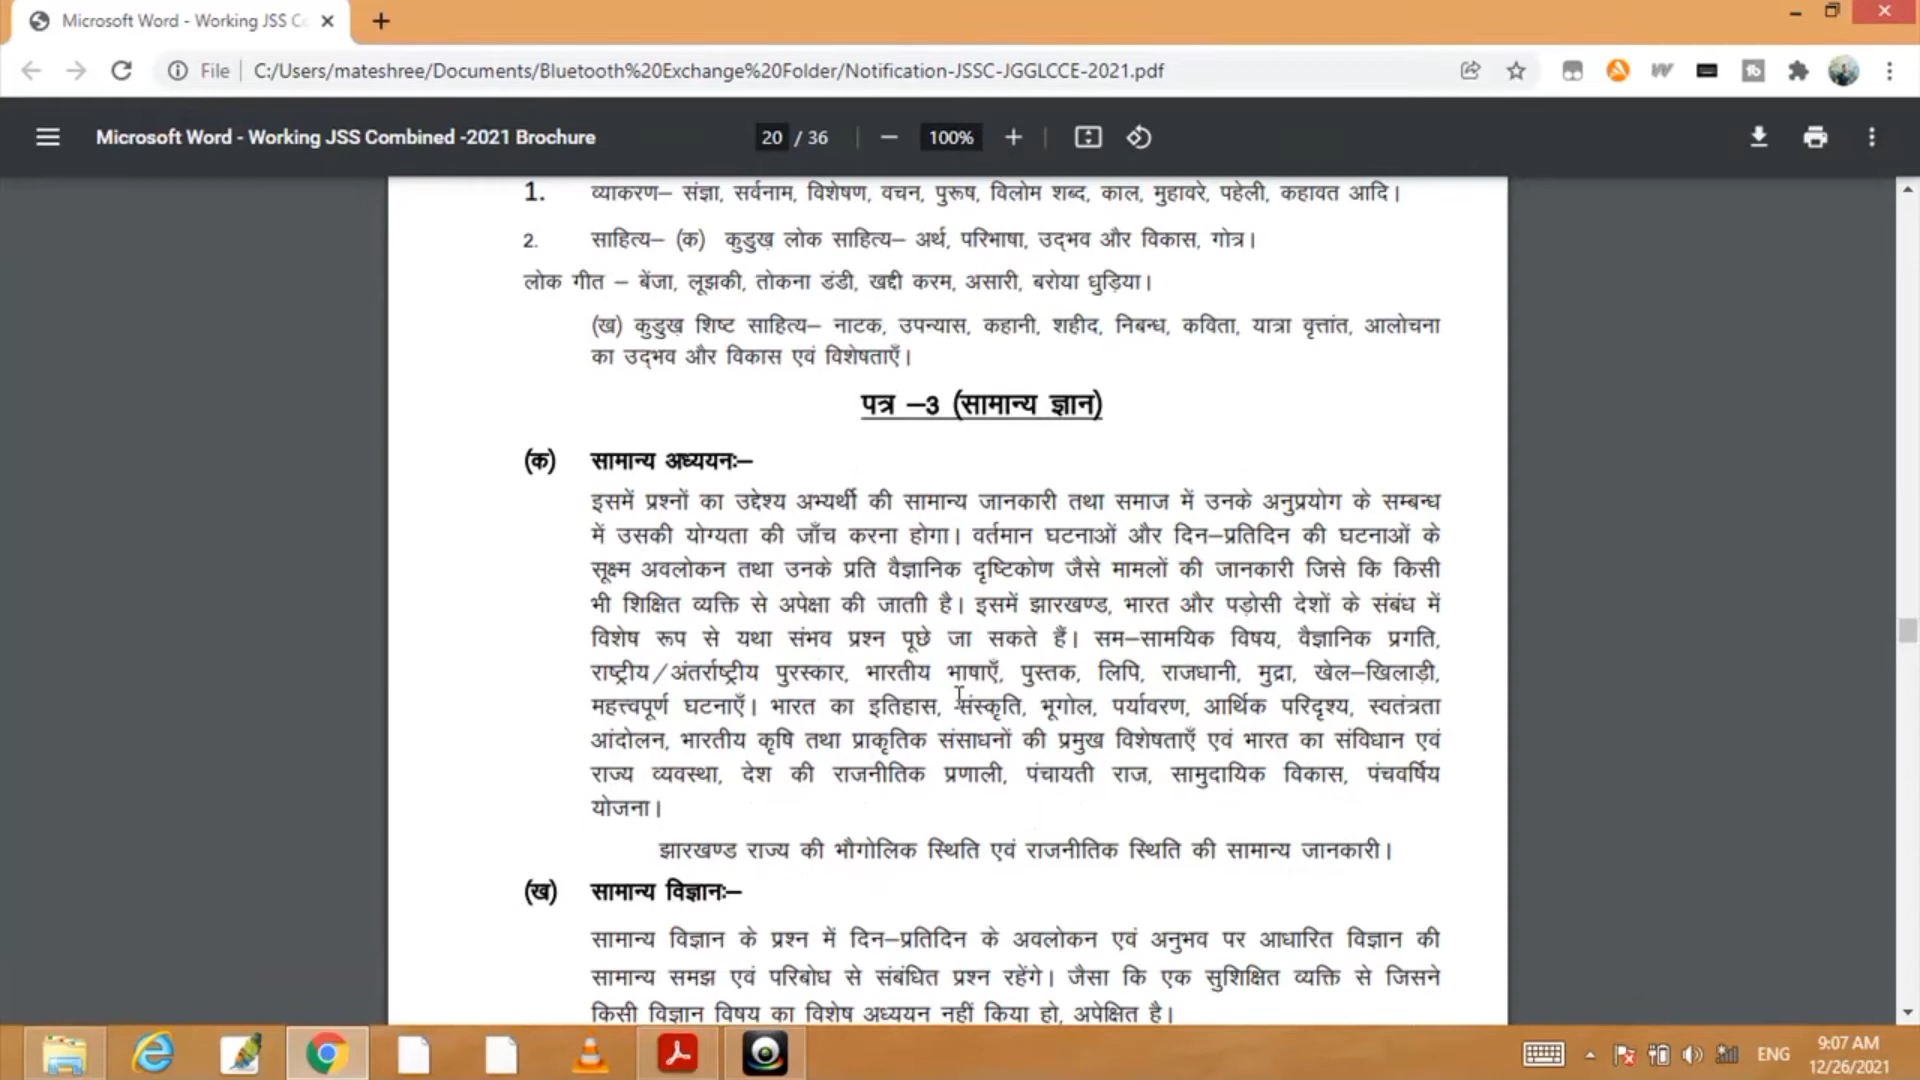 Microsoft Word - Working JSS Co
File
C:/Users/mateshree/Documents/Bluetooth%20Exchange%20Folder/Notification-JSSC-JGGLCCE-2021.pdf
Microsoft Word - Working JSS Combined -2021 Brochure
20 / 36
100%
1. व्याकरण– संज्ञा, सर्वनाम, विशेषण, वचन, पुरूष, विलोम शब्द, काल, मुहावरे, पहेली, कहावत आदि।
2. साहित्य– (क) कुडुख़ लोक साहित्य– अर्थ, परिभाषा, उद्भव और विकास, गोत्र।
लोक गीत – बेंजा, लूझकी, तोकना डंडी, खद्दी करम, असारी, बरोया धुड़िया।
(ख) कुडुख़ शिष्ट साहित्य– नाटक, उपन्यास, कहानी, शहीद, निबन्ध, कविता, यात्रा वृत्तांत, आलोचना
का उद्भव और विकास एवं विशेषताएँ।
पत्र –3 (सामान्य ज्ञान)
(क) सामान्य अध्ययनः–
इसमें प्रश्नों का उद्देश्य अभ्यर्थी की सामान्य जानकारी तथा समाज में उनके अनुप्रयोग के सम्बन्ध
में उसकी योग्यता की जाँच करना होगा। वर्तमान घटनाओं और दिन–प्रतिदिन की घटनाओं के
सूक्ष्म अवलोकन तथा उनके प्रति वैज्ञानिक दृष्टिकोण जैसे मामलों की जानकारी जिसे कि किसी
भी शिक्षित व्यक्ति से अपेक्षा की जाताी है। इसमें झारखण्ड, भारत और पड़ोसी देशों के संबंध में
विशेष रूप से यथा संभव प्रश्न पूछे जा सकते हैं। सम–सामयिक विषय, वैज्ञानिक प्रगति,
राष्ट्रीय/अंतर्राष्ट्रीय पुरस्कार, भारतीय भाषाएँ, पुस्तक, लिपि, राजधानी, मुद्रा, खेल–खिलाड़ी,
महत्त्वपूर्ण घटनाएँ। भारत का इतिहास, संस्कृति, भूगोल, पर्यावरण, आर्थिक परिदृश्य, स्वतंत्रता
आंदोलन, भारतीय कृषि तथा प्राकृतिक संसाधनों की प्रमुख विशेषताएँ एवं भारत का संविधान एवं
राज्य व्यवस्था, देश की राजनीतिक प्रणाली, पंचायती राज, सामुदायिक विकास, पंचवर्षिय
योजना।
झारखण्ड राज्य की भौगोलिक स्थिति एवं राजनीतिक स्थिति की सामान्य जानकारी।
(ख) सामान्य विज्ञानः–
सामान्य विज्ञान के प्रश्न में दिन–प्रतिदिन के अवलोकन एवं अनुभव पर आधारित विज्ञान की
सामान्य समझ एवं परिबोध से संबंधित प्रश्न रहेंगे। जैसा कि एक सुशिक्षित व्यक्ति से जिसने
किसी विज्ञान विषय का विशेष अध्ययन नहीं किया हो, अपेक्षित है।
ENG
9:07 AM
12/26/2021